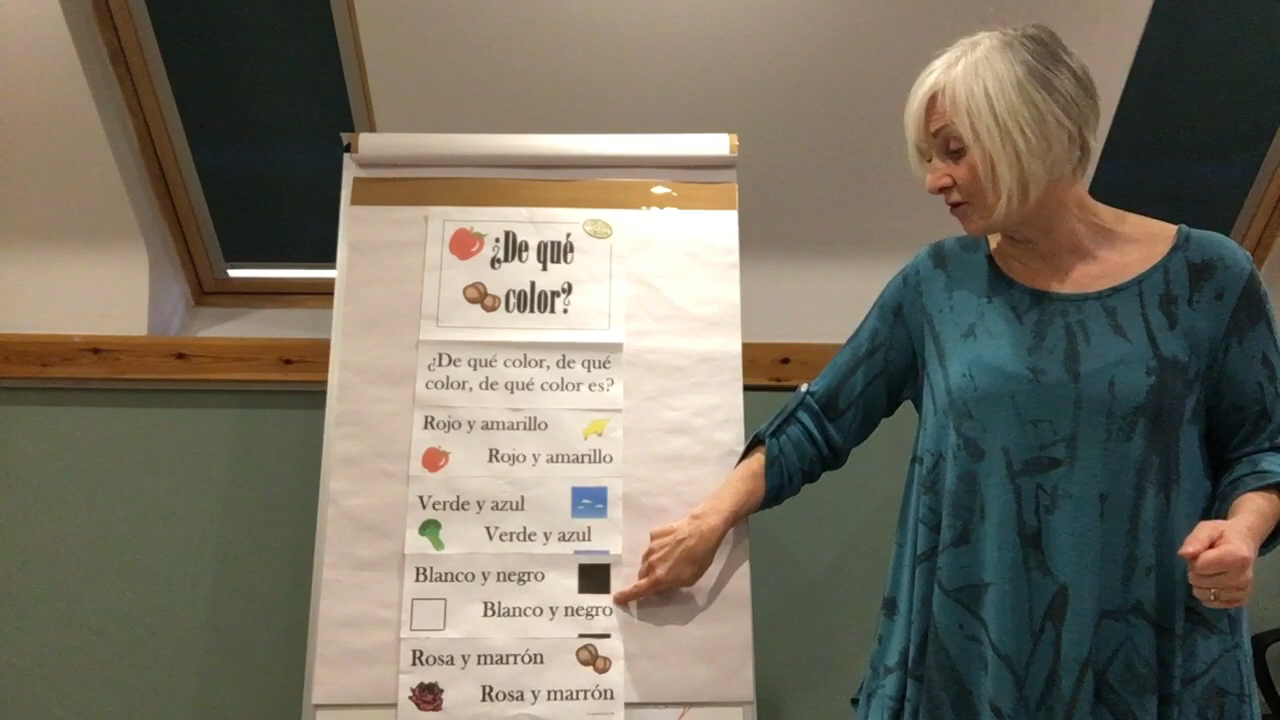 ¿De qué
color?
¿De qué color, de qué
color, de qué color es?
Rojo y amarillo
Rojo y amarillo
Verde y azul
Verde y azul
Blanco y negro
Blanco y negro
Rosa y marrón
Rosa y marrón